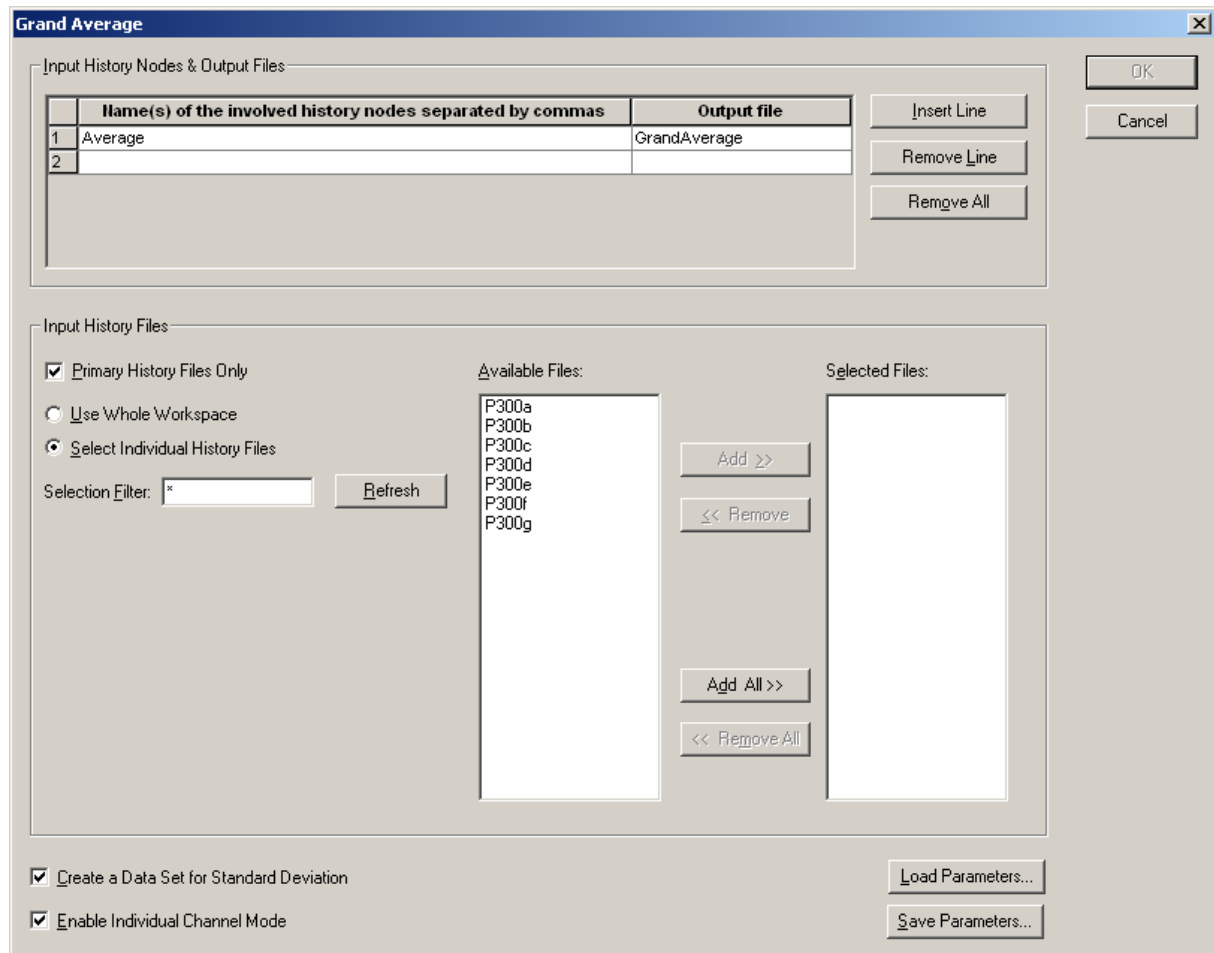 Grand Average
Input History Nodes & Output Files
Name(s) of the involved history nodes separated by commas
Output file
1
Average
GrandAverage
2
Insert Line
Remove Line
Remove All
OK
Cancel
Input History Files
Primary History Files Only
Use Whole Workspace
Select Individual History Files
Selection Filter:
*
Refresh
Available Files:
P300a
P300b
P300c
P300d
P300e
P300f
P300g
Add >>
<< Remove
Add All >>
<< Remove All
Selected Files:
Create a Data Set for Standard Deviation
Enable Individual Channel Mode
Load Parameters...
Save Parameters...